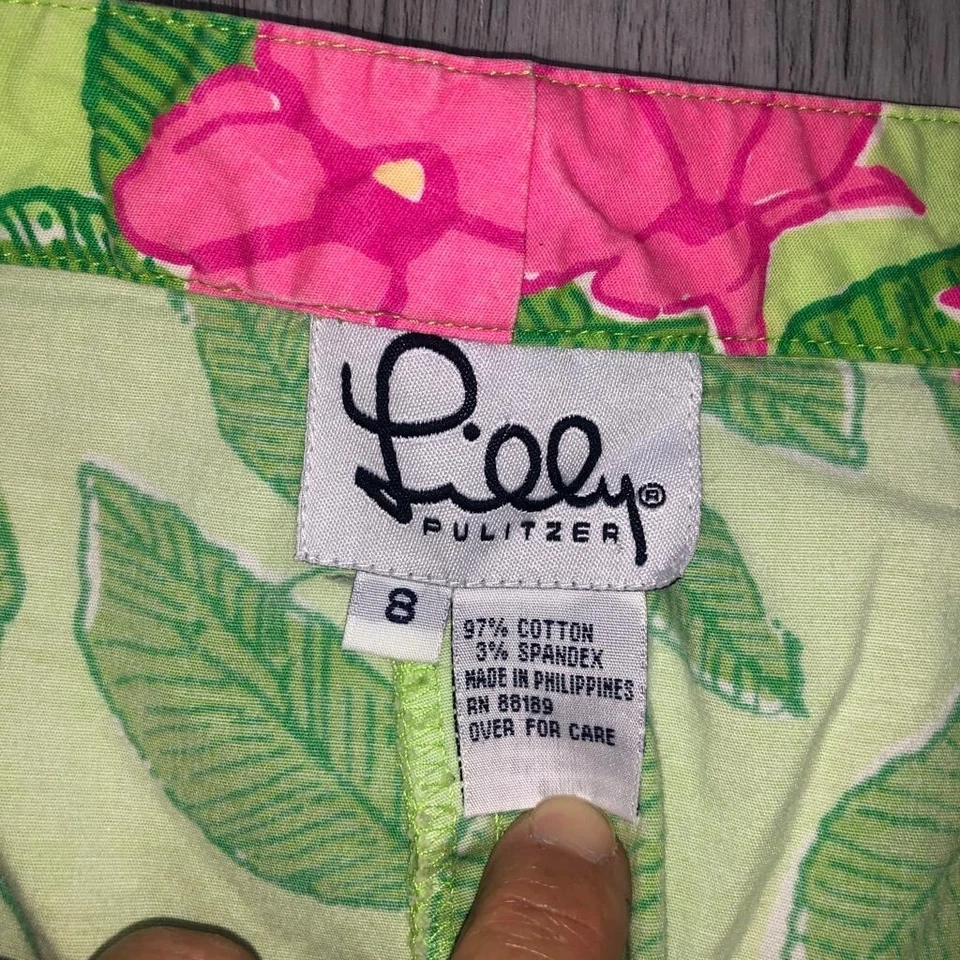 Lilly®
PULITZER
8
97% COTTON
3% SPANDEX
MADE IN PHILIPPINES
RN 88189
OVER FOR CARE